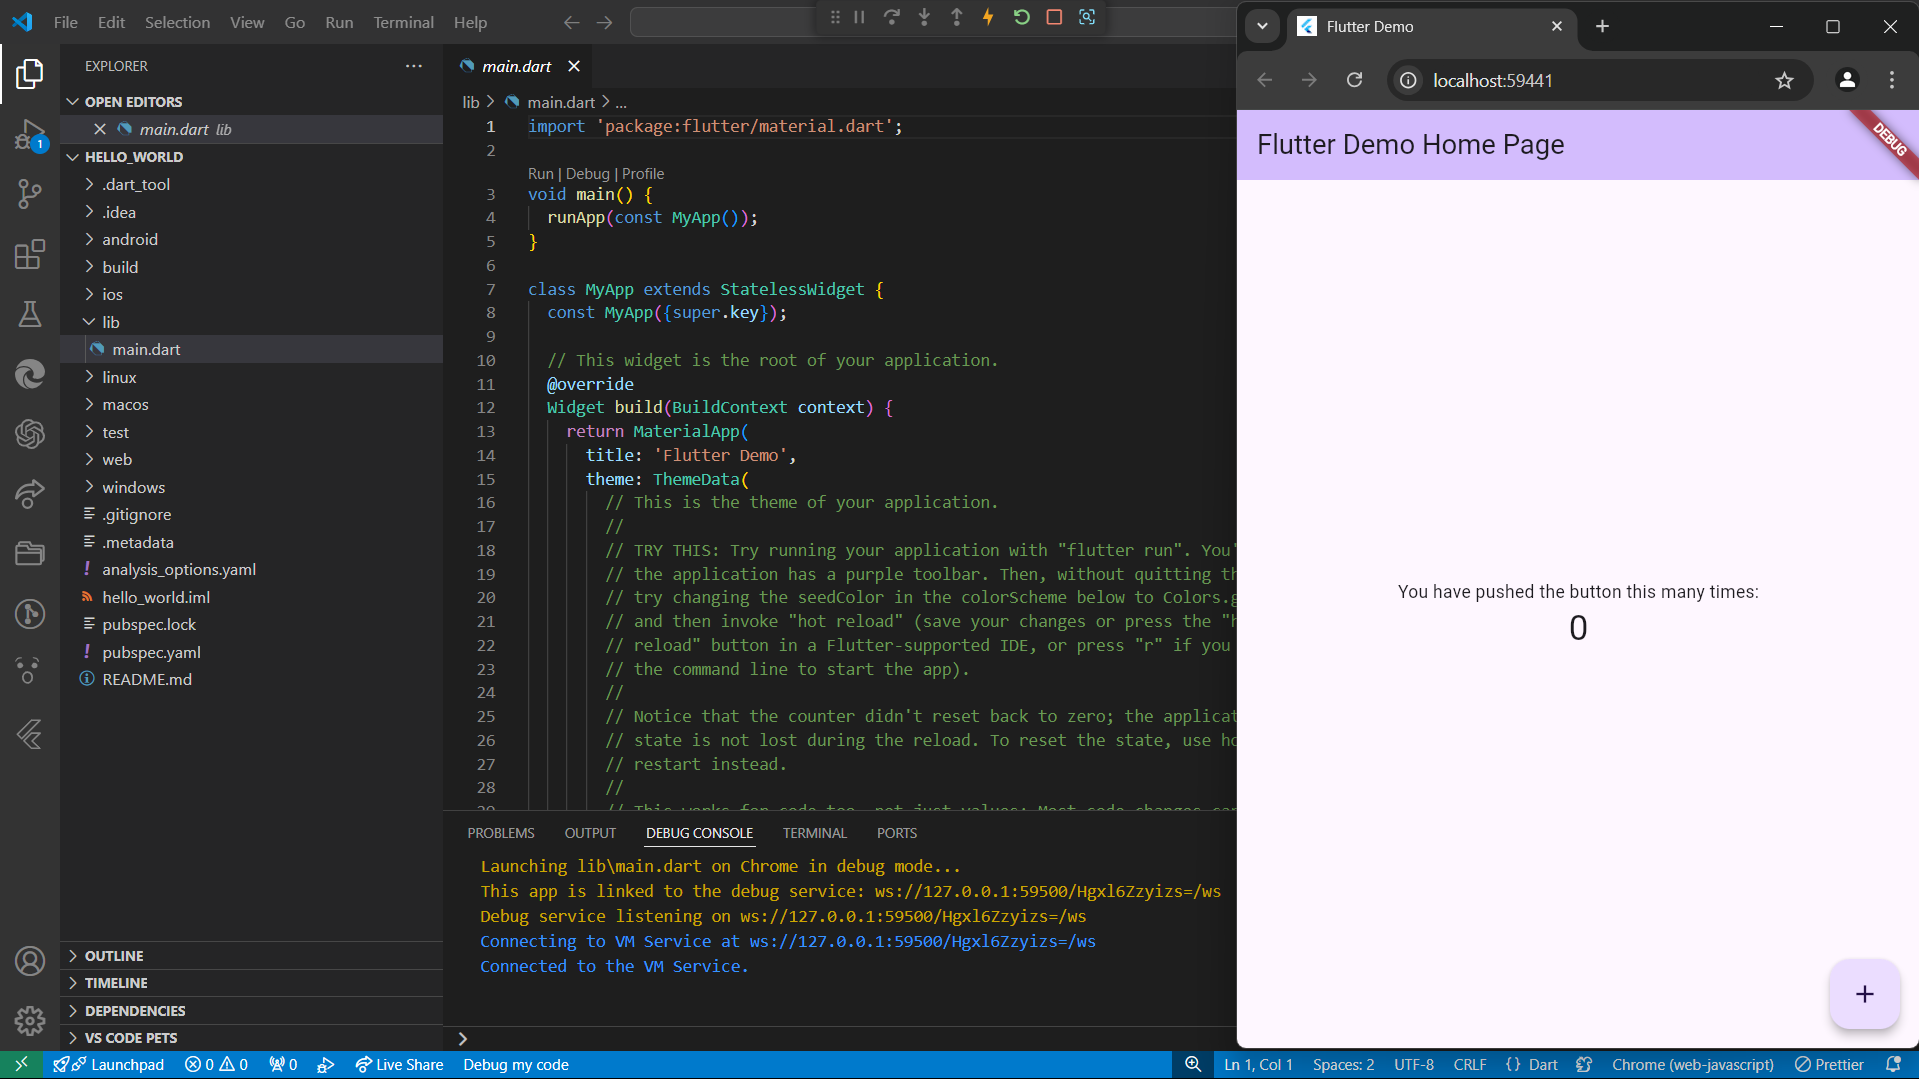 File Edit Selection View Go Run Terminal Help
EXPLORER
OPEN EDITORS
main.dart lib
HELLO_WORLD
.dart_tool
.idea
android
build
ios
lib
main.dart
linux
macos
test
web
windows
.gitignore
.metadata
! analysis_options.yaml
hello_world.iml
pubspec.lock
! pubspec.yaml
README.md
OUTLINE
TIMELINE
DEPENDENCIES
VS CODE PETS
1
main.dart
lib > main.dart > ...
1 import 'package:flutter/material.dart';
2
Run | Debug | Profile
3 void main() {
4 runApp(const MyApp());
5 }
6
7 class MyApp extends StatelessWidget {
8 const MyApp({super.key});
9
10 // This widget is the root of your application.
11 @override
12 Widget build(BuildContext context) {
13 return MaterialApp(
14 title: 'Flutter Demo',
15 theme: ThemeData(
16 // This is the theme of your application.
17 //
18 // TRY THIS: Try running your application with "flutter run". You'
19 // the application has a purple toolbar. Then, without quitting th
20 // try changing the seedColor in the colorScheme below to Colors.g
21 // and then invoke "hot reload" (save your changes or press the "h
22 // reload" button in a Flutter-supported IDE, or press "r" if you
23 // the command line to start the app).
24 //
25 // Notice that the counter didn't reset back to zero; the applicat
26 // state is not lost during the reload. To reset the state, use ho
27 // restart instead.
28 //
29 // This works for code too, not just values: Most code changes can
PROBLEMS OUTPUT DEBUG CONSOLE TERMINAL PORTS
Launching lib\main.dart on Chrome in debug mode...
This app is linked to the debug service: ws://127.0.0.1:59500/Hgxl6Zzyizs=/ws
Debug service listening on ws://127.0.0.1:59500/Hgxl6Zzyizs=/ws
Connecting to VM Service at ws://127.0.0.1:59500/Hgxl6Zzyizs=/ws
Connected to the VM Service.
>
Flutter Demo
localhost:59441
Flutter Demo Home Page
DEBUG
You have pushed the button this many times:
0
+
Launchpad 0 0 0 Live Share Debug my code Ln 1, Col 1 Spaces: 2 UTF-8 CRLF {} Dart Chrome (web-javascript) Prettier